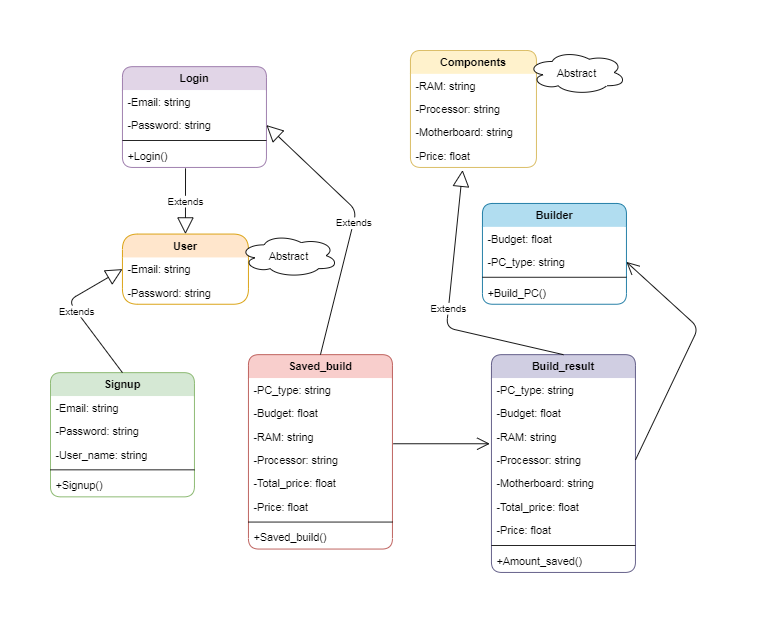 Login
-Email: string
-Password: string
+Login()
Components
-RAM: string
-Processor: string
-Motherboard: string
-Price: float
Abstract
Extends
User
-Email: string
-Password: string
Abstract
Extends
Builder
-Budget: float
-PC_type: string
+Build_PC()
Extends
Extends
Signup
-Email: string
-Password: string
-User_name: string
+Signup()
Saved_build
-PC_type: string
-Budget: float
-RAM: string
-Processor: string
-Total_price: float
-Price: float
+Saved_build()
Build_result
-PC_type: string
-Budget: float
-RAM: string
-Processor: string
-Motherboard: string
-Total_price: float
-Price: float
+Amount_saved()